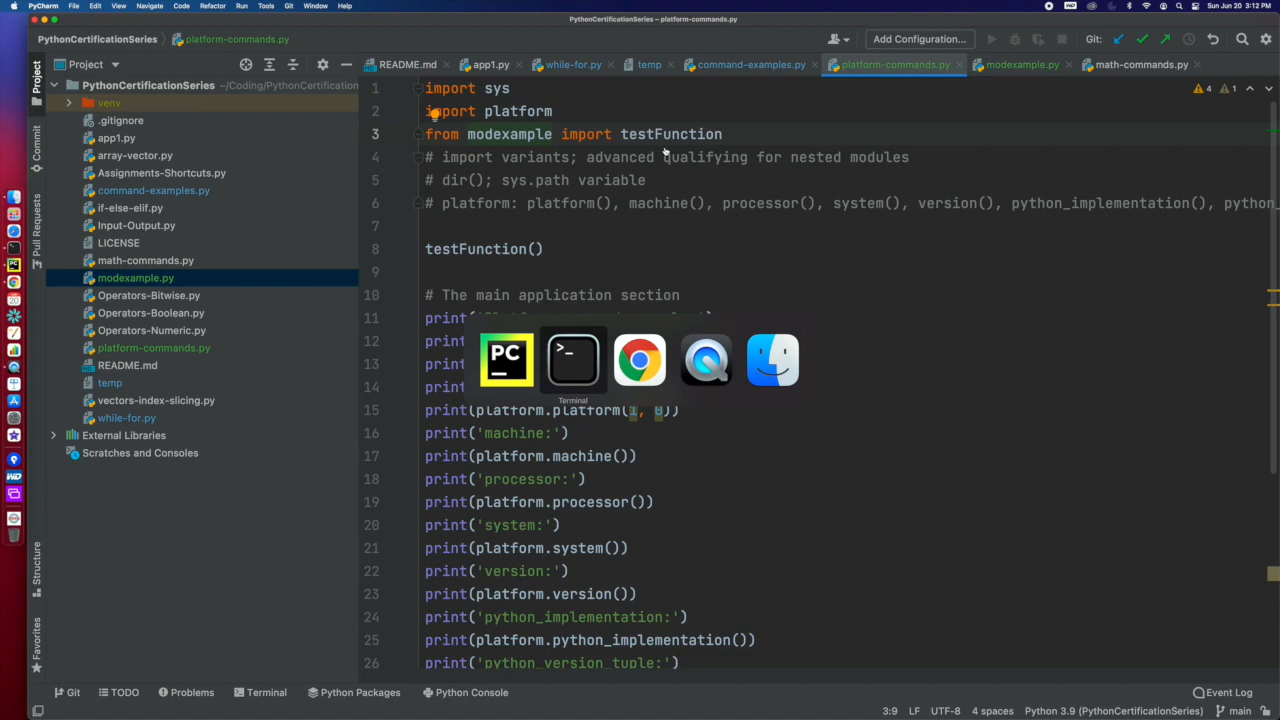 PyCharm File Edit View Navigate Code Refactor Run Tools Git Window Help
Sun Jun 20 3:12 PM
PythonCertificationSeries – platform-commands.py
PythonCertificationSeries platform-commands.py
Add Configuration...
Git:
Project
README.md app1.py while-for.py temp command-examples.py platform-commands.py modexample.py math-commands.py
Project
Commit
Pull Requests
Structure
Favorites
PythonCertificationSeries ~/Coding/PythonCertification
venv
.gitignore
app1.py
array-vector.py
Assignments-Shortcuts.py
command-examples.py
if-else-elif.py
Input-Output.py
LICENSE
math-commands.py
modexample.py
Operators-Bitwise.py
Operators-Boolean.py
Operators-Numeric.py
platform-commands.py
README.md
temp
vectors-index-slicing.py
while-for.py
External Libraries
Scratches and Consoles
4 1
1 import sys
2 import platform
3 from modexample import testFunction
4 # import variants; advanced qualifying for nested modules
5 # dir(); sys.path variable
6 # platform: platform(), machine(), processor(), system(), version(), python_implementation(), python_
7
8 testFunction()
9
10 # The main application section
11 print(
12 print
13 print
14 print
15 print(platform.platform(1, 0))
16 print('machine:')
17 print(platform.machine())
18 print('processor:')
19 print(platform.processor())
20 print('system:')
21 print(platform.system())
22 print('version:')
23 print(platform.version())
24 print('python_implementation:')
25 print(platform.python_implementation())
26 print('python_version_tuple:')
PC
>_
Terminal
WD
Git TODO Problems Terminal Python Packages Python Console
Event Log
3:9 LF UTF-8 4 spaces Python 3.9 (PythonCertificationSeries) main